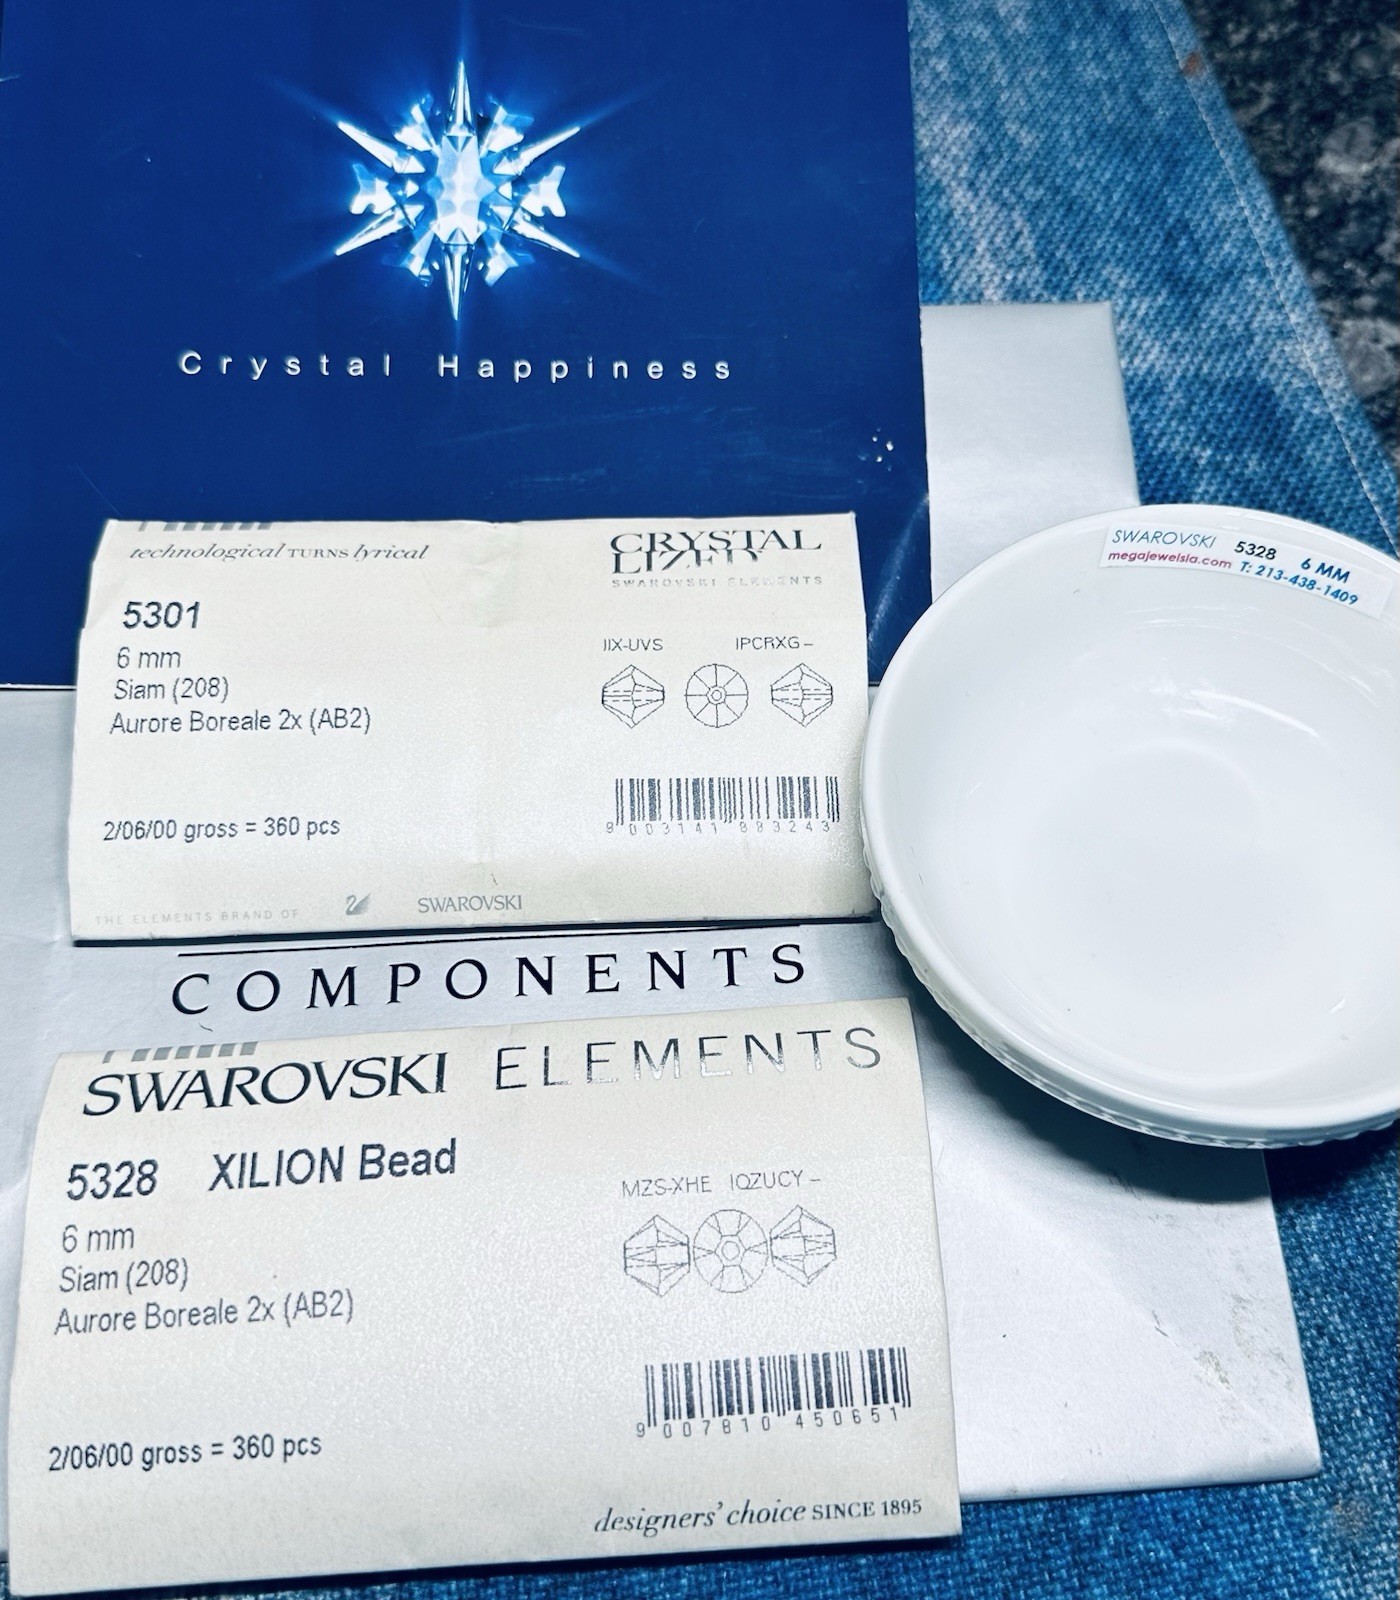 Crystal Happiness
technological TURNS lyrical
CRYSTAL
LIZED
SWAROVSKI ELEMENTS
5301
6 mm
Siam (208)
Aurore Boreale 2x (AB2)
IIX-UVS IPCRXG-
2/06/00 gross = 360 pcs
9 003141 883243
THE ELEMENTS BRAND OF SWAROVSKI
SWAROVSKI 5328 6 MM
megajewelsla.com T: 213-438-1409
COMPONENTS
SWAROVSKI ELEMENTS
5328 XILION Bead
6 mm
Siam (208)
Aurore Boreale 2x (AB2)
MZS-XHE IQZUCY-
2/06/00 gross = 360 pcs
9 007810 450651
designers' choice SINCE 1895